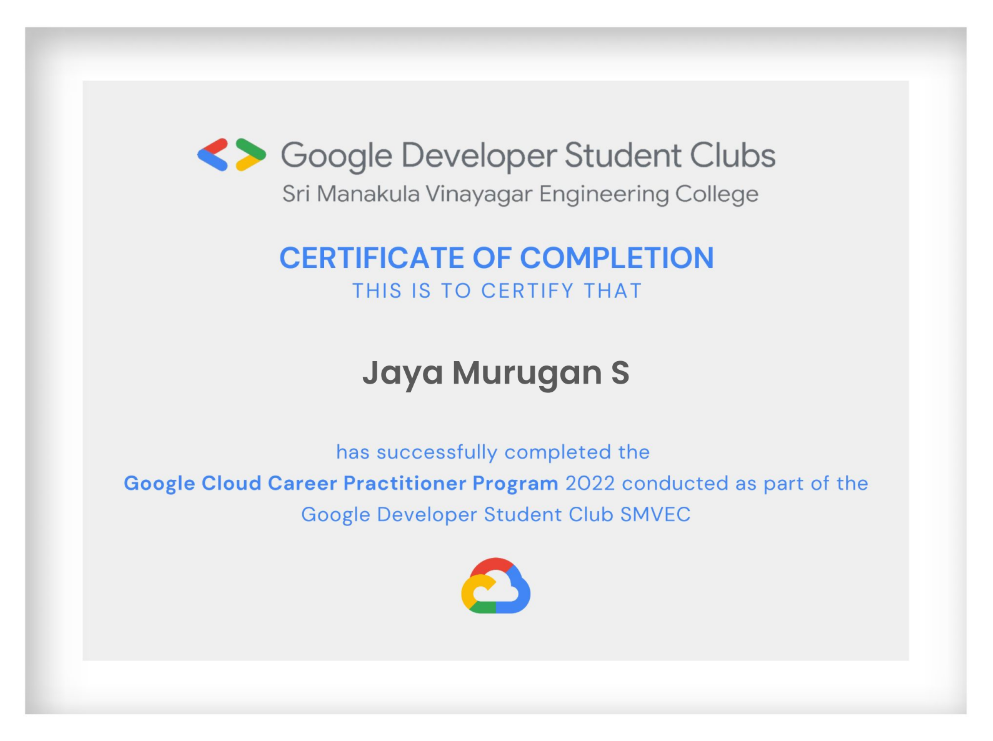 Google Developer Student Clubs
Sri Manakula Vinayagar Engineering College
CERTIFICATE OF COMPLETION
THIS IS TO CERTIFY THAT
Jaya Murugan S
has successfully completed the
Google Cloud Career Practitioner Program 2022 conducted as part of the
Google Developer Student Club SMVEC